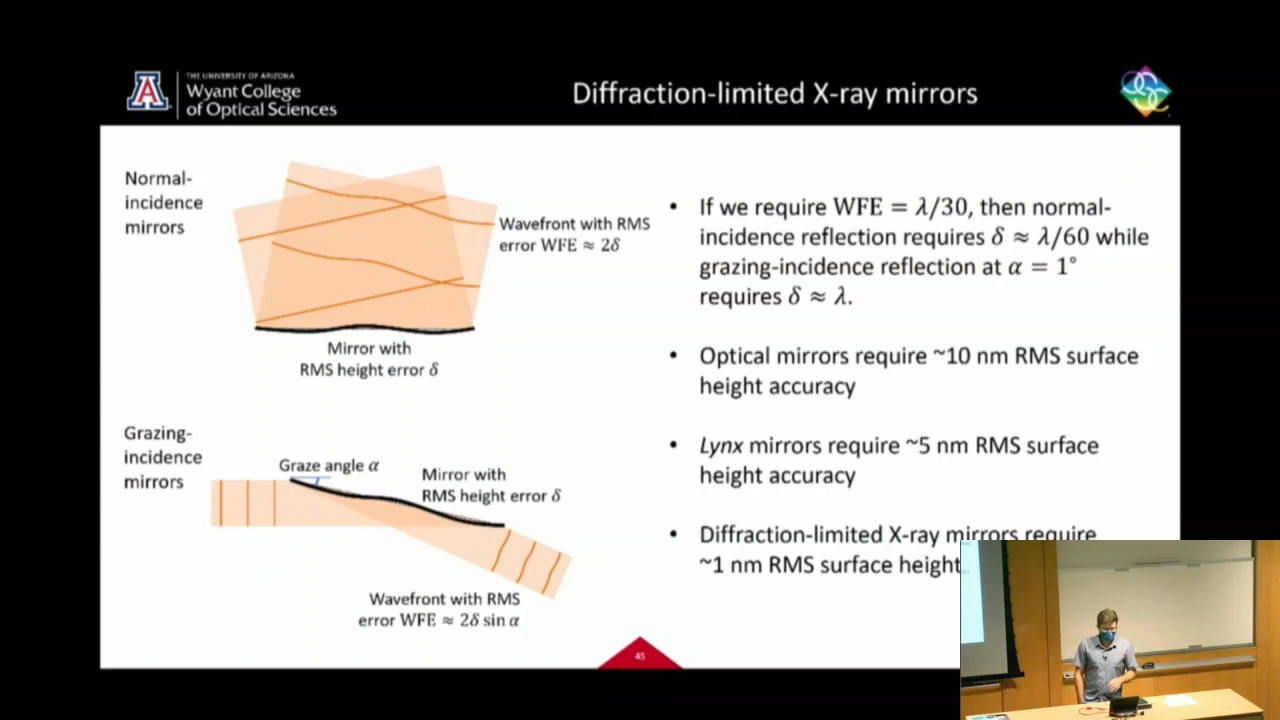 THE UNIVERSITY OF ARIZONA
Wyant College
of Optical Sciences
Diffraction-limited X-ray mirrors
Normal-
incidence
mirrors
Wavefront with RMS
error WFE ≈ 2δ
Mirror with
RMS height error δ
Grazing-
incidence
mirrors
Graze angle α
Mirror with
RMS height error δ
Wavefront with RMS
error WFE ≈ 2δ sin α
• If we require WFE = λ/30, then normal-
incidence reflection requires δ ≈ λ/60 while
grazing-incidence reflection at α = 1°
requires δ ≈ λ.
• Optical mirrors require ~10 nm RMS surface
height accuracy
• Lynx mirrors require ~5 nm RMS surface
height accuracy
• Diffraction-limited X-ray mirrors require
~1 nm RMS surface height
45